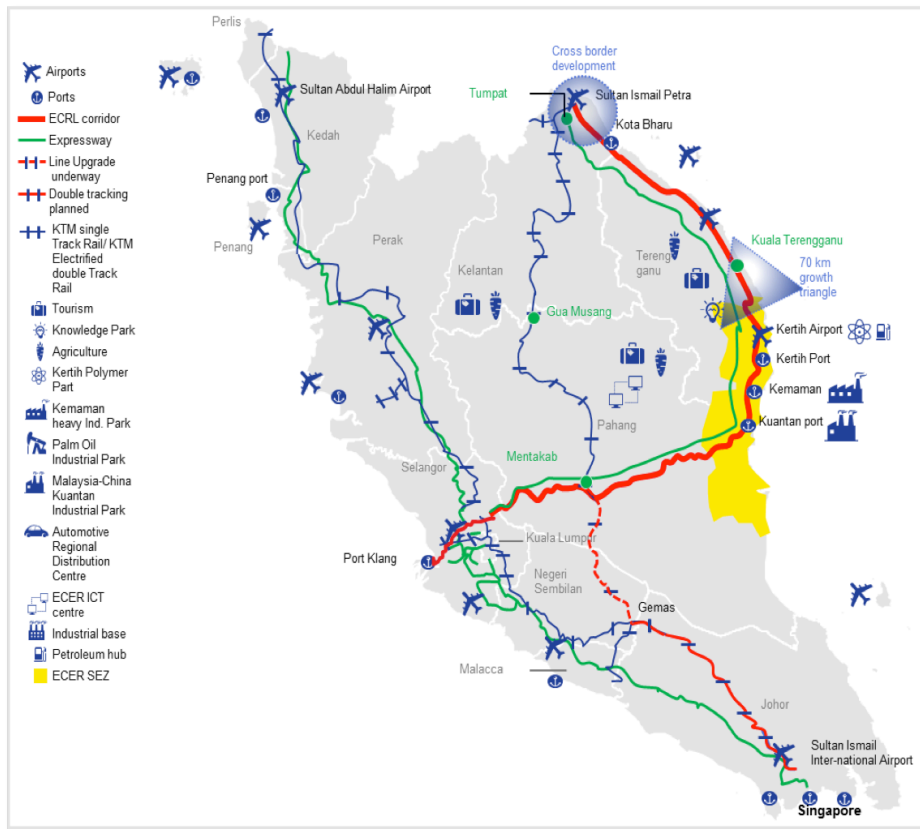 Perlis
Airports
Ports
ECRL corridor
Expressway
Line Upgrade
underway
Double tracking
planned
KTM single
Track Rail/ KTM
Electrified
double Track
Rail
Tourism
Knowledge Park
Agriculture
Kertih Polymer
Part
Kemaman
heavy Ind. Park
Palm Oil
Industrial Park
Malaysia-China
Kuantan
Industrial Park
Automotive
Regional
Distribution
Centre
ECER ICT
centre
Industrial base
Petroleum hub
ECER SEZ
Sultan Abdul Halim Airport
Kedah
Penang port
Penang
Perak
Cross border
development
Tumpat
Sultan Ismail Petra
Kota Bharu
Kelantan
Tereng
ganu
Kuala Terengganu
70 km
growth
triangle
Gua Musang
Kertih Airport
Kertih Port
Kemaman
Kuantan port
Pahang
Mentakab
Selangor
Kuala Lumpur
Port Klang
Negeri
Sembilan
Gemas
Malacca
Johor
Sultan Ismail
Inter-national Airport
Singapore